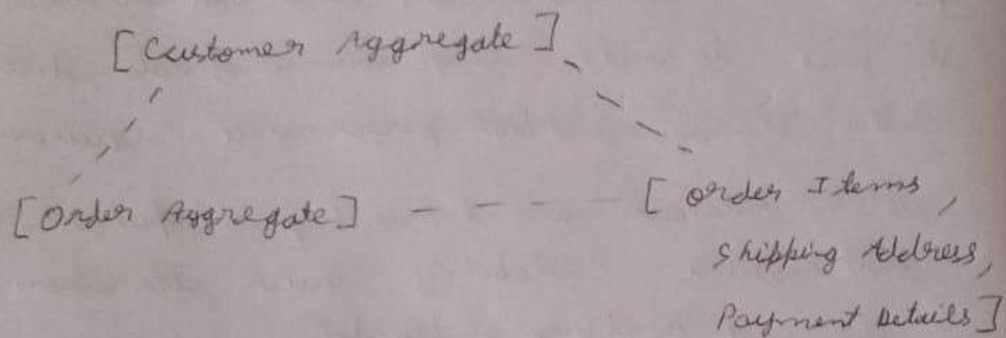 [Customer Aggregate]
[Order Aggregate] - - - - [Order Items,
Shipping Address,
Payment Details]